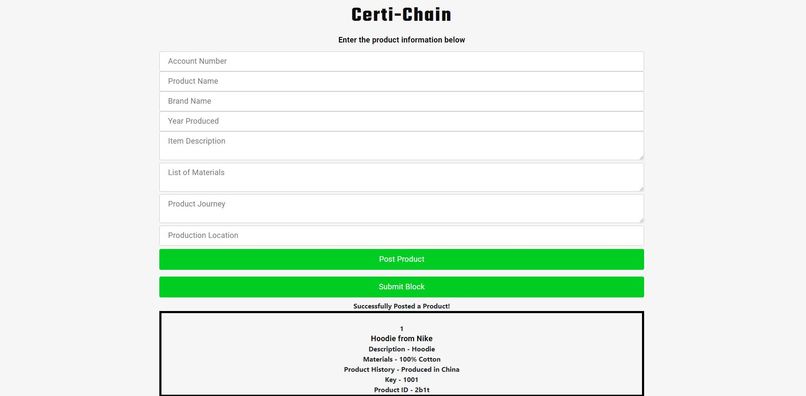 Certi-Chain
Enter the product information below
Account Number
Product Name
Brand Name
Year Produced
Item Description
List of Materials
Product Journey
Production Location
Post Product
Submit Block
Successfully Posted a Product!
1
Hoodie from Nike
Description - Hoodie
Materials - 100% Cotton
Product History - Produced in China
Key - 1001
Product ID - 2b1t